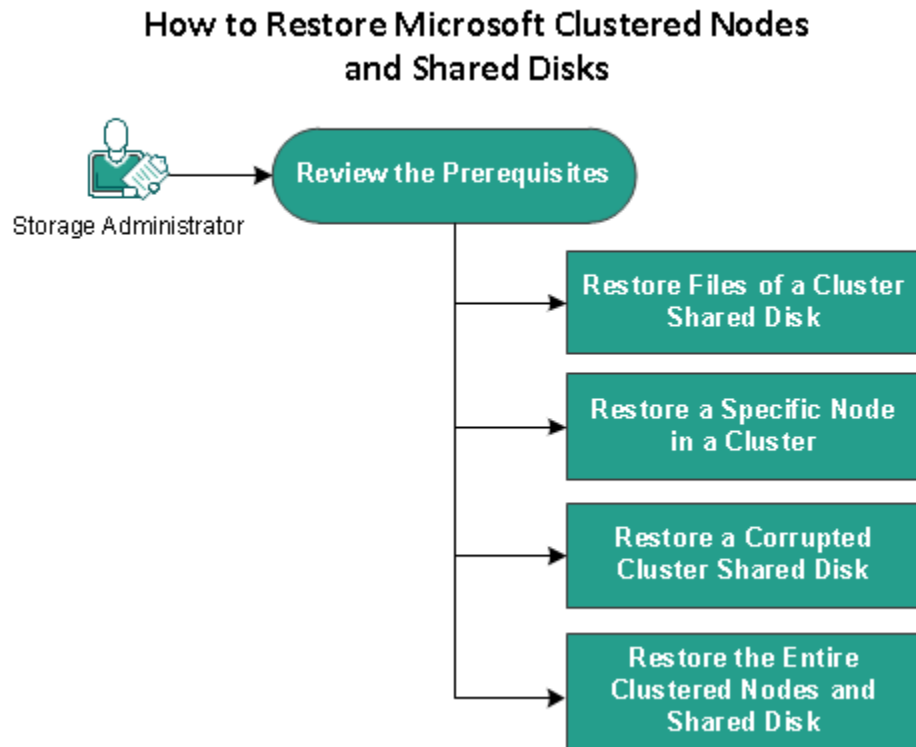 How to Restore Microsoft Clustered Nodes
and Shared Disks
Review the Prerequisites
Storage Administrator
Restore Files of a Cluster
Shared Disk
Restore a Specific Node
in a Cluster
Restore a Corrupted
Cluster Shared Disk
Restore the Entire
Clustered Nodes and
Shared Disk